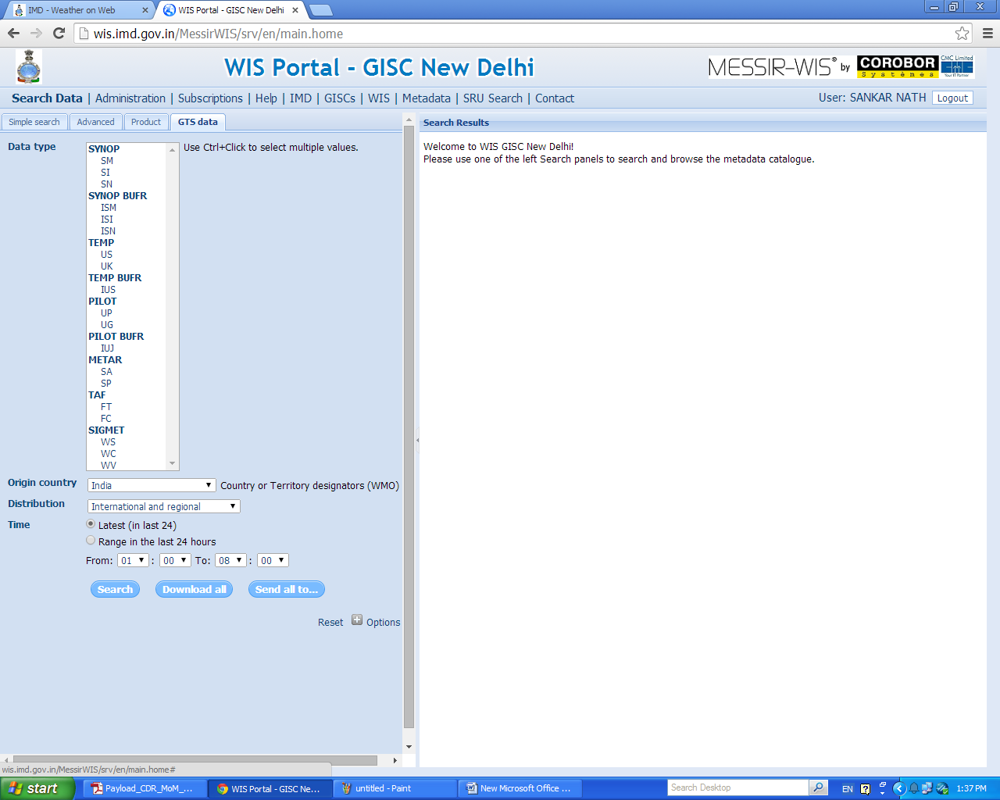 IMD - Weather on Web
WIS Portal - GISC New Delhi
wis.imd.gov.in/MessirWIS/srv/en/main.home
WIS Portal - GISC New Delhi
MESSIR-WIS® by COROBOR Systèmes
CMC Limited
Search Data | Administration | Subscriptions | Help | IMD | GISCs | WIS | Metadata | SRU Search | Contact
User: SANKAR NATH Logout
Simple search Advanced Product GTS data
Search Results
Data type
SYNOP
SM
SI
SN
SYNOP BUFR
ISM
ISI
ISN
TEMP
US
UK
TEMP BUFR
IUS
PILOT
UP
UG
PILOT BUFR
IUJ
METAR
SA
SP
TAF
FT
FC
SIGMET
WS
WC
WV
Use Ctrl+Click to select multiple values.
Welcome to WIS GISC New Delhi!
Please use one of the left Search panels to search and browse the metadata catalogue.
Origin country India Country or Territory designators (WMO)
Distribution International and regional
Time Latest (in last 24)
Range in the last 24 hours
From: 01 : 00 To: 08 : 00
Search Download all Send all to...
Reset Options
wis.imd.gov.in/MessirWIS/srv/en/main.home#
start Payload_CDR_MoM_... WIS Portal - GISC Ne... untitled - Paint New Microsoft Office ... Search Desktop EN 1:37 PM